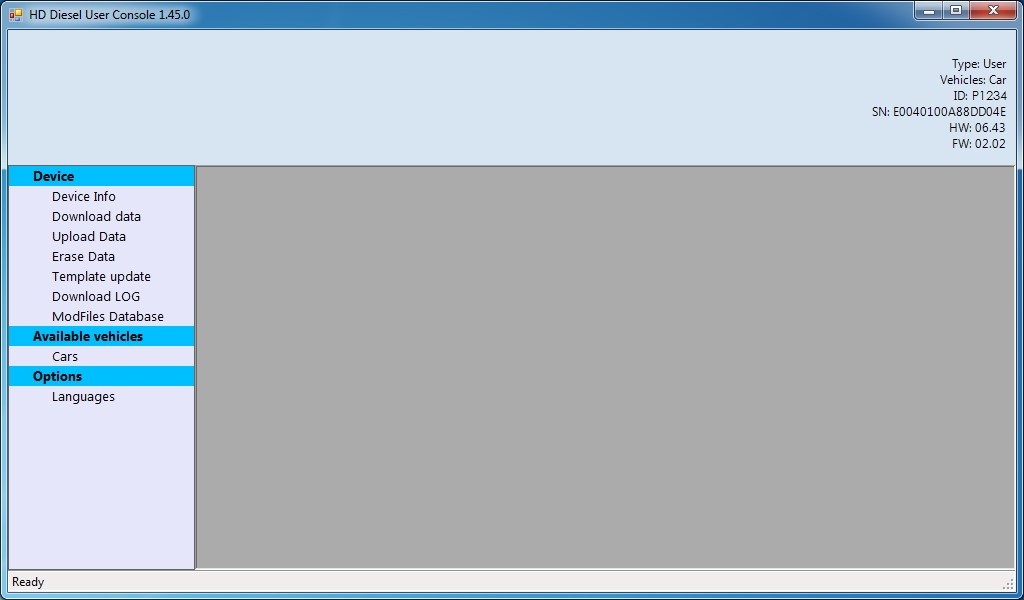 HD Diesel User Console 1.45.0
Type: User
Vehicles: Car
ID: P1234
SN: E0040100A88DD04E
HW: 06.43
FW: 02.02
Device
Device Info
Download data
Upload Data
Erase Data
Template update
Download LOG
ModFiles Database
Available vehicles
Cars
Options
Languages
Ready